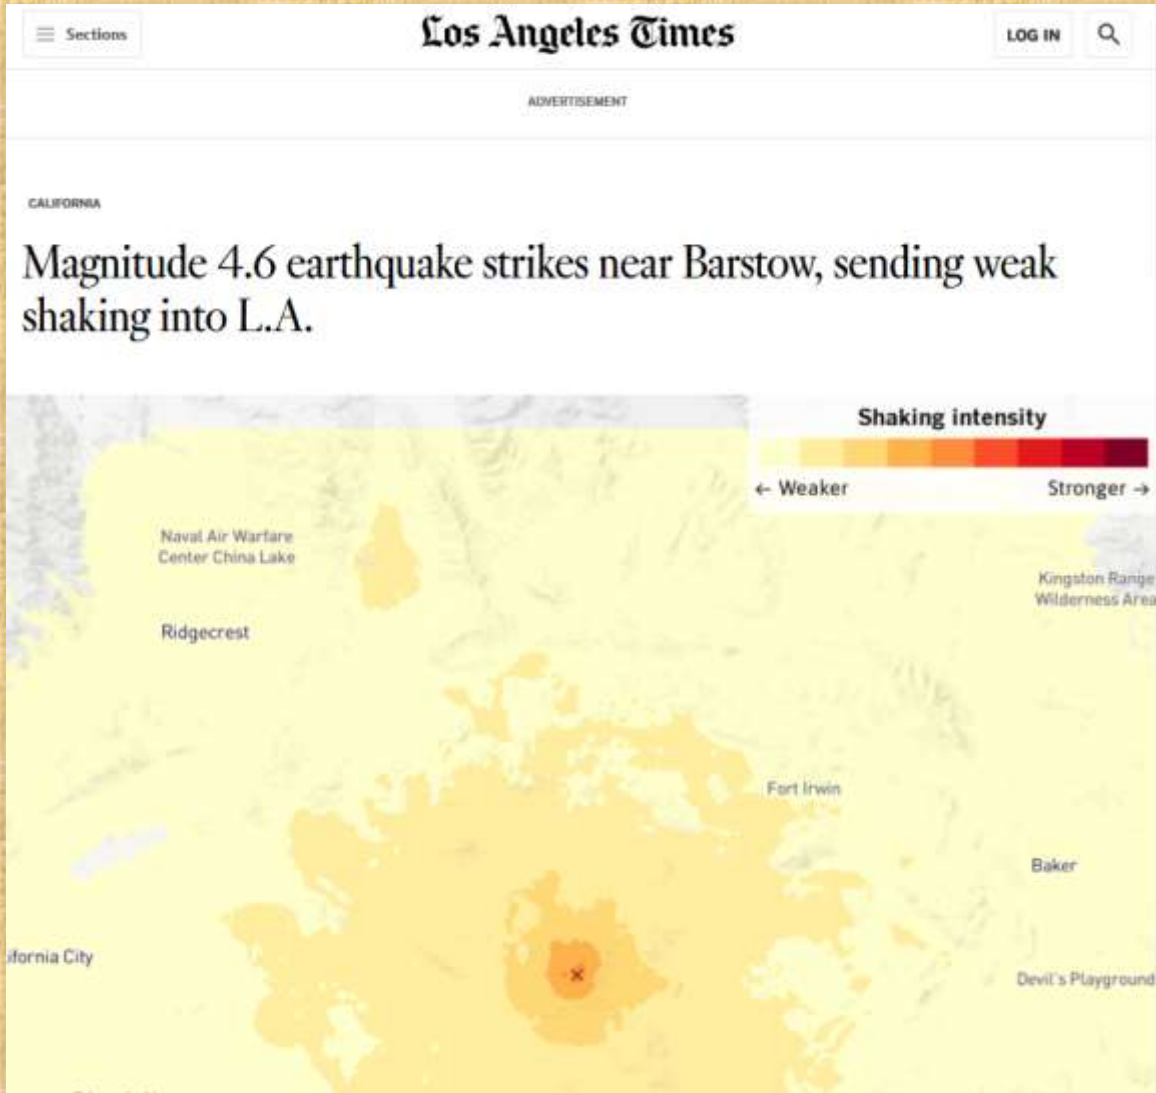 Sections
Los Angeles Times
LOG IN
ADVERTISEMENT
CALIFORNIA
Magnitude 4.6 earthquake strikes near Barstow, sending weak
shaking into L.A.
Shaking intensity
← Weaker
Stronger →
Naval Air Warfare
Center China Lake
Kingston Range
Wilderness Area
Ridgecrest
Fort Irwin
Baker
ifornia City
Devil's Playground